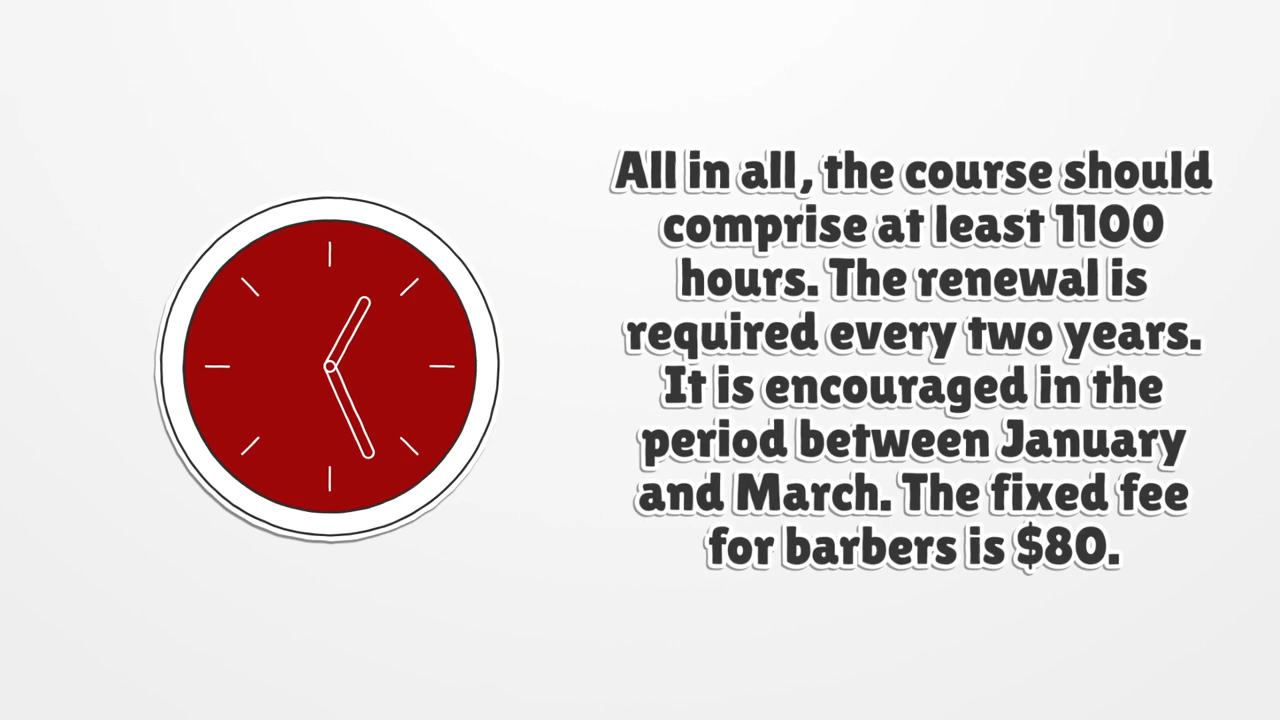 All in all, the course should
comprise at least 1100
hours. The renewal is
required every two years.
It is encouraged in the
period between January
and March. The fixed fee
for barbers is $80.